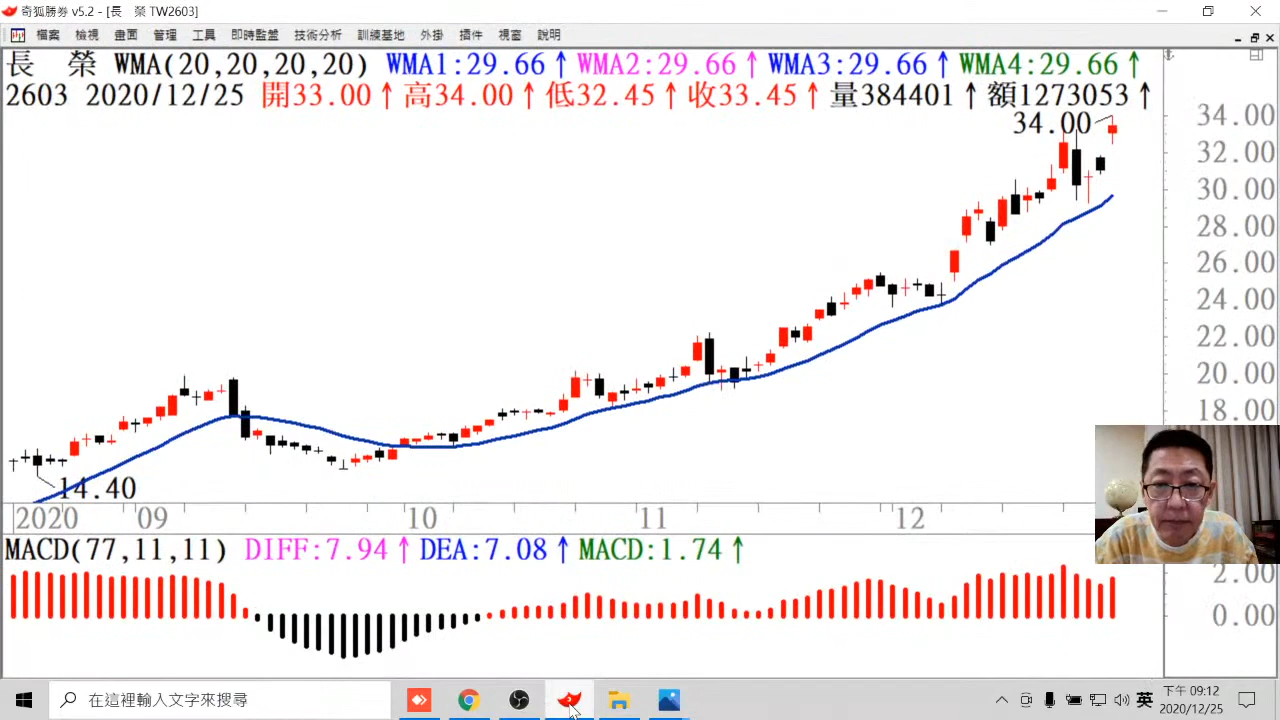 奇狐勝券 v5.2 - [長　榮 TW2603]
檔案 檢視 畫面 管理 工具 即時監盤 技術分析 訓練基地 外掛 插件 視窗 說明
長　榮 WMA(20,20,20,20) WMA1:29.66↑ WMA2:29.66↑ WMA3:29.66↑ WMA4:29.66↑
2603 2020/12/25 開33.00↑ 高34.00↑ 低32.45↑ 收33.45↑ 量384401↑ 額1273053↑
34.00
34.00
32.00
30.00
28.00
26.00
24.00
22.00
20.00
18.00
14.40
2020 09 10 11 12
MACD(77,11,11) DIFF:7.94↑ DEA:7.08↑ MACD:1.74↑
2.00
0.00
在這裡輸入文字來搜尋
英
下午 09:12
2020/12/25